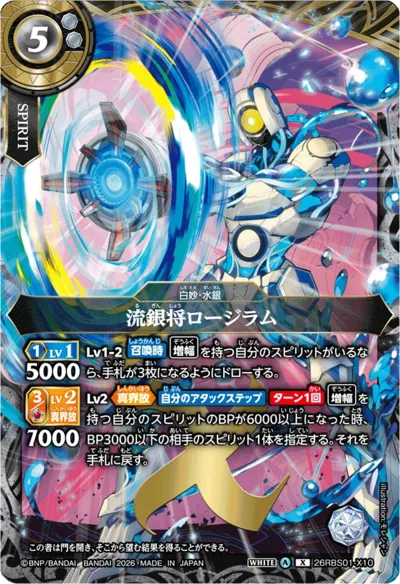 5
SPIRIT
白妙・水銀
流銀将ロージラム
1 LV1 5000
Lv1-2 召喚時 増幅を持つ自分のスピリットがいるな
ら、手札が3枚になるようにドローする。
3 LV2 真界放 7000
Lv2 真界放 自分のアタックステップ ターン1回 増幅を
持つ自分のスピリットのBPが6000以上になった時、
BP3000以下の相手のスピリット1体を指定する。それを
手札に戻す。
この者は門を開き、そこから望む結果を得ることができる。
©BNP/BANDAI BANDAI 2026 MADE IN JAPAN
WHITE A X 26RBS01-X10